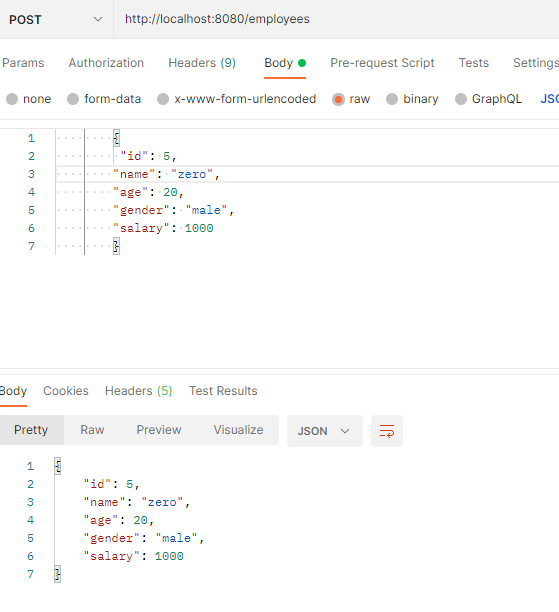 POST http://localhost:8080/employees
Params Authorization Headers (9) Body Pre-request Script Tests Settings
none form-data x-www-form-urlencoded raw binary GraphQL JSO
1 {
2 "id": 5,
3 "name": "zero",
4 "age": 20,
5 "gender": "male",
6 "salary": 1000
7 }
Body Cookies Headers (5) Test Results
Pretty Raw Preview Visualize JSON
1 {
2 "id": 5,
3 "name": "zero",
4 "age": 20,
5 "gender": "male",
6 "salary": 1000
7 }